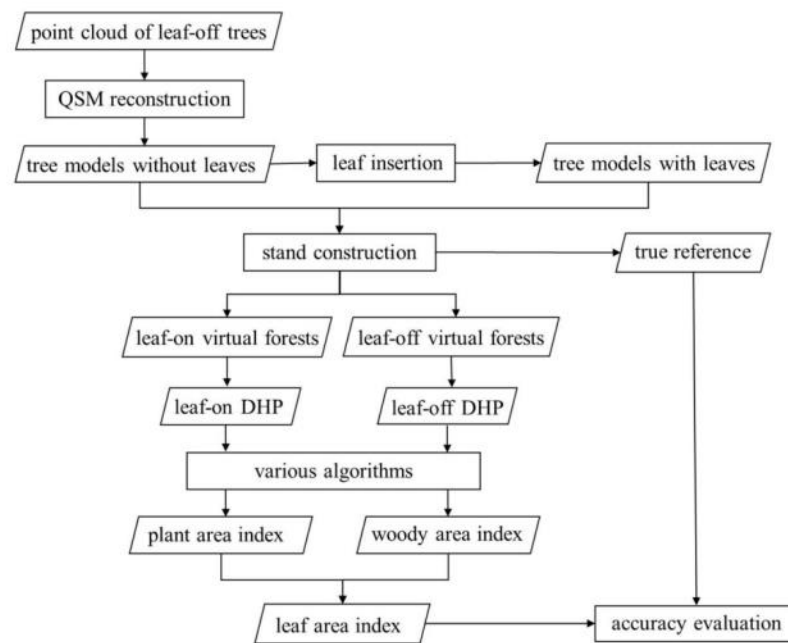 point cloud of leaf-off trees
QSM reconstruction
tree models without leaves
leaf insertion
tree models with leaves
stand construction
true reference
leaf-on virtual forests
leaf-off virtual forests
leaf-on DHP
leaf-off DHP
various algorithms
plant area index
woody area index
leaf area index
accuracy evaluation